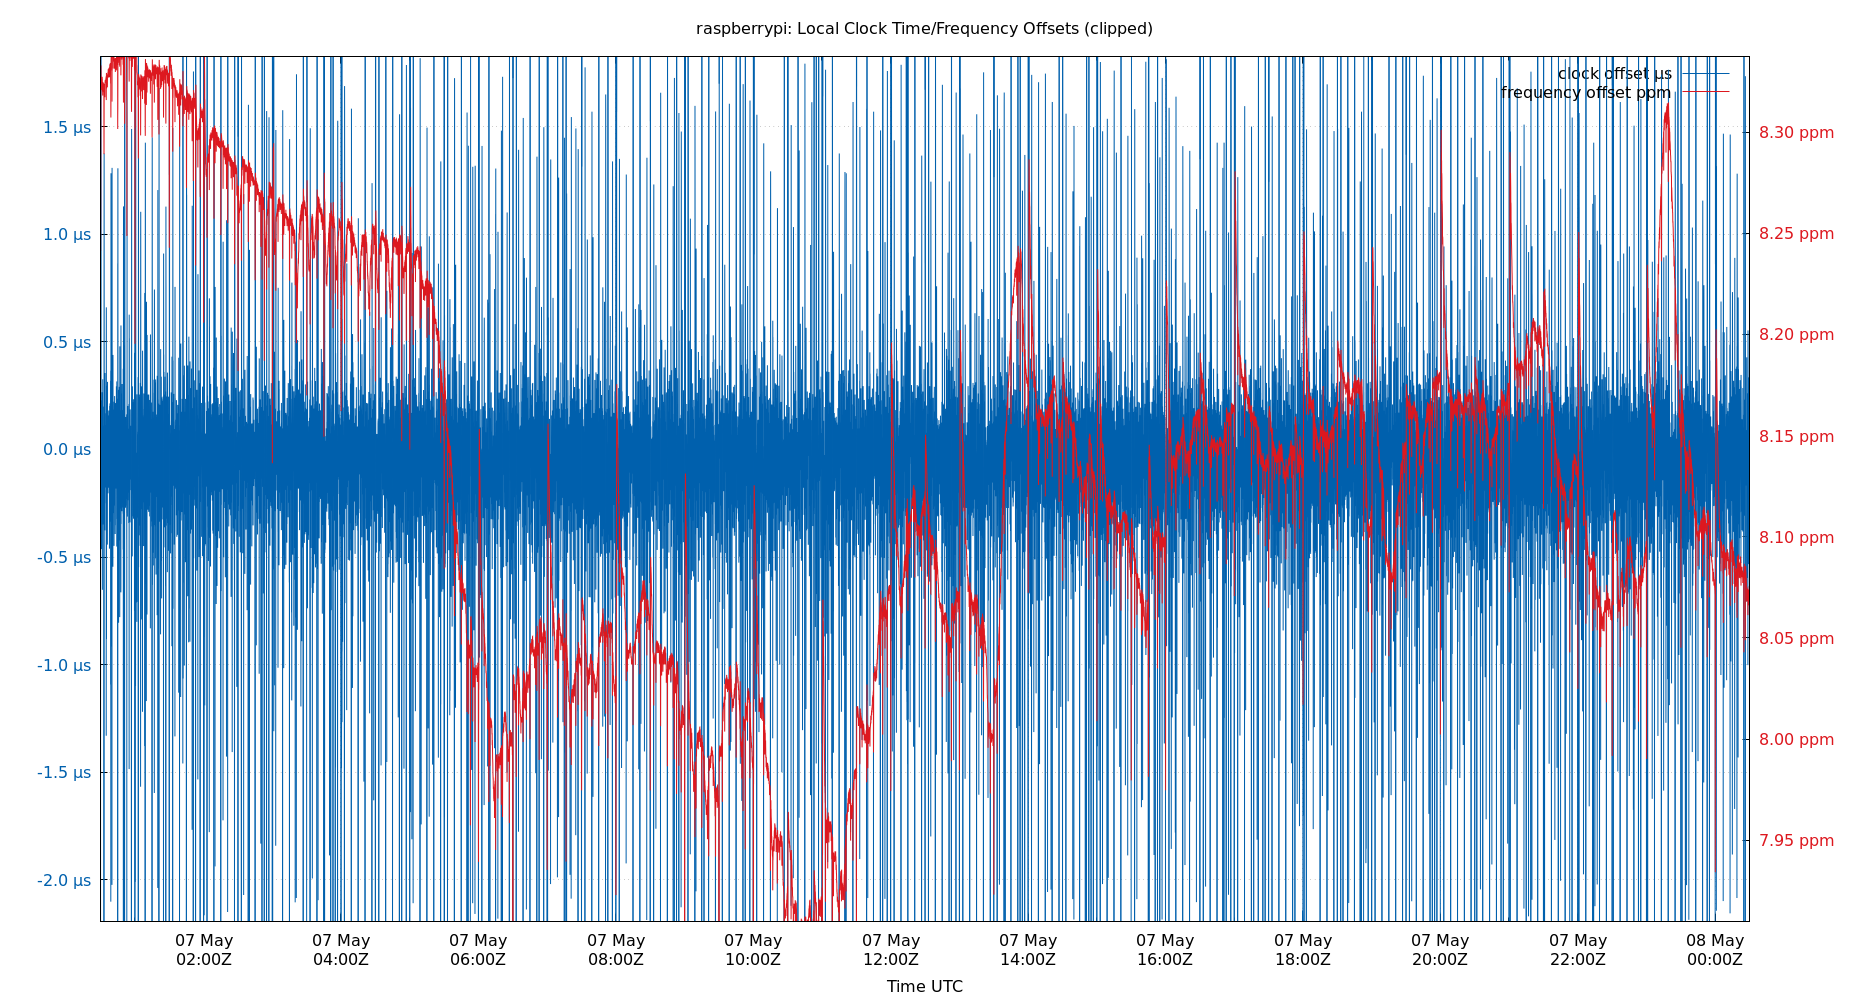 raspberrypi: Local Clock Time/Frequency Offsets (clipped)
clock offset µs
frequency offset ppm
1.5 µs
1.0 µs
0.5 µs
0.0 µs
-0.5 µs
-1.0 µs
-1.5 µs
-2.0 µs
8.30 ppm
8.25 ppm
8.20 ppm
8.15 ppm
8.10 ppm
8.05 ppm
8.00 ppm
7.95 ppm
07 May 07 May 07 May 07 May 07 May 07 May 07 May 07 May 07 May 07 May 07 May 08 May
02:00Z 04:00Z 06:00Z 08:00Z 10:00Z 12:00Z 14:00Z 16:00Z 18:00Z 20:00Z 22:00Z 00:00Z
Time UTC